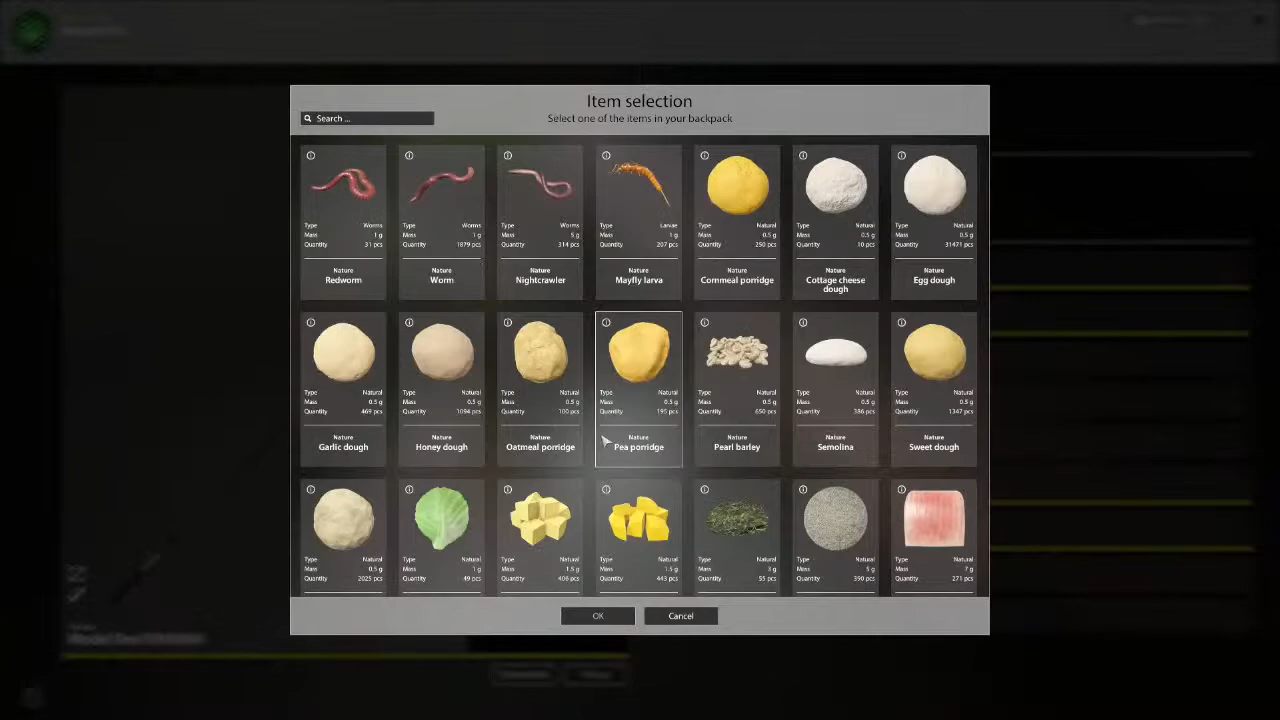 Item selection
Search ...
Select one of the items in your backpack
Type Worms
Mass 1 g
Quantity 31 pcs
Nature
Redworm
Type Worms
Mass 1 g
Quantity 1879 pcs
Nature
Worm
Type Worms
Mass 5 g
Quantity 314 pcs
Nature
Nightcrawler
Type Larvae
Mass 1 g
Quantity 207 pcs
Nature
Mayfly larva
Type Natural
Mass 0.5 g
Quantity 250 pcs
Nature
Cornmeal porridge
Type Natural
Mass 0.5 g
Quantity 10 pcs
Nature
Cottage cheese
dough
Type Natural
Mass 0.5 g
Quantity 31471 pcs
Nature
Egg dough
Type Natural
Mass 0.5 g
Quantity 469 pcs
Nature
Garlic dough
Type Natural
Mass 0.5 g
Quantity 1094 pcs
Nature
Honey dough
Type Natural
Mass 0.5 g
Quantity 100 pcs
Nature
Oatmeal porridge
Type Natural
Mass 0.5 g
Quantity 195 pcs
Nature
Pea porridge
Type Natural
Mass 0.5 g
Quantity 650 pcs
Nature
Pearl barley
Type Natural
Mass 0.5 g
Quantity 386 pcs
Nature
Semolina
Type Natural
Mass 0.5 g
Quantity 1347 pcs
Nature
Sweet dough
Type Natural
Mass 0.5 g
Quantity 2025 pcs
Type Natural
Mass 1 g
Quantity 49 pcs
Type Natural
Mass 1.5 g
Quantity 406 pcs
Type Natural
Mass 1.5 g
Quantity 443 pcs
Type Natural
Mass 3 g
Quantity 55 pcs
Type Natural
Mass 5 g
Quantity 390 pcs
Type Natural
Mass 7 g
Quantity 271 pcs
OK
Cancel